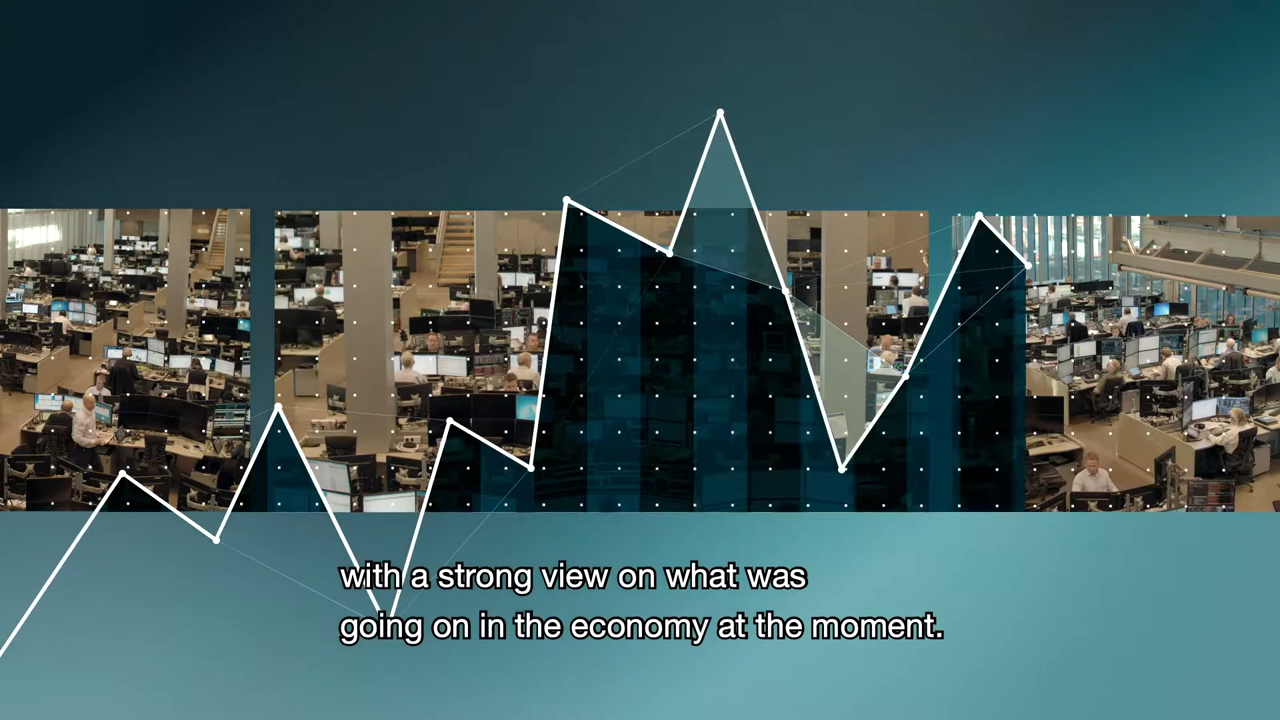 with a strong view on what was
going on in the economy at the moment.